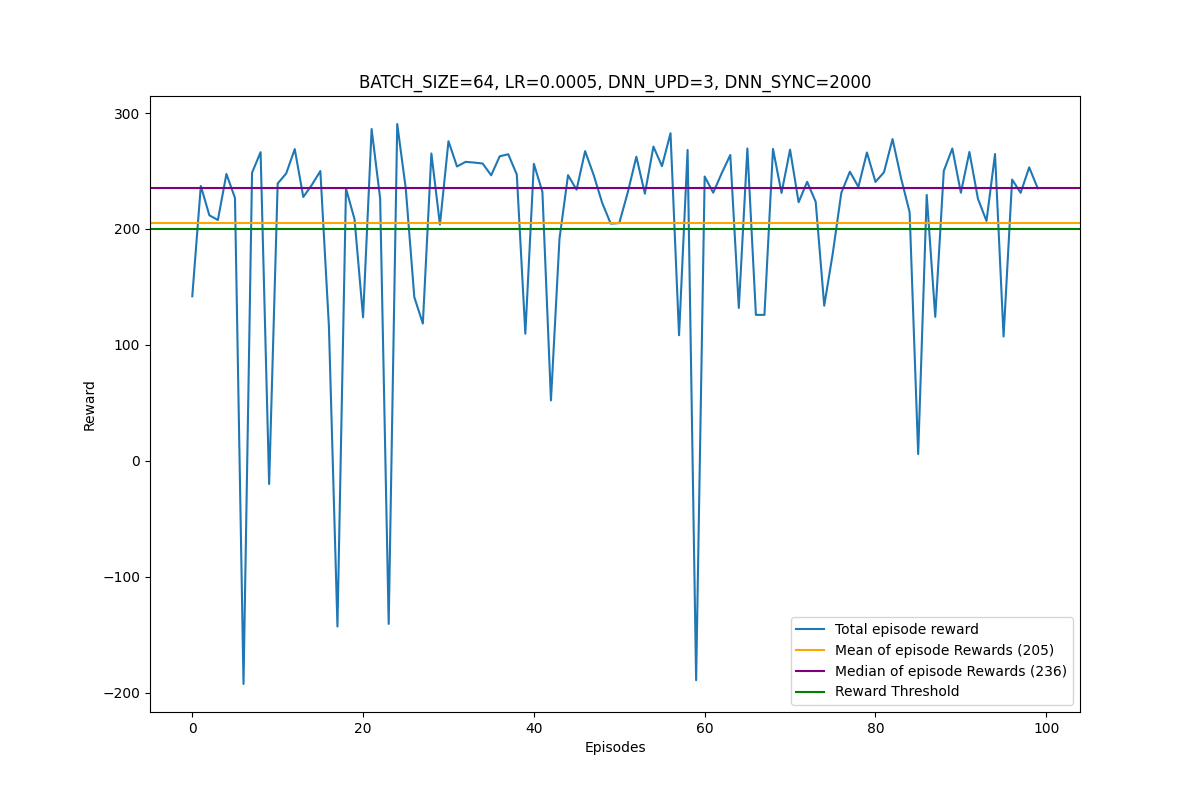 BATCH_SIZE=64, LR=0.0005, DNN_UPD=3, DNN_SYNC=2000
300
200
100
0
−100
−200
Reward
0 20 40 60 80 100
Episodes
Total episode reward
Mean of episode Rewards (205)
Median of episode Rewards (236)
Reward Threshold